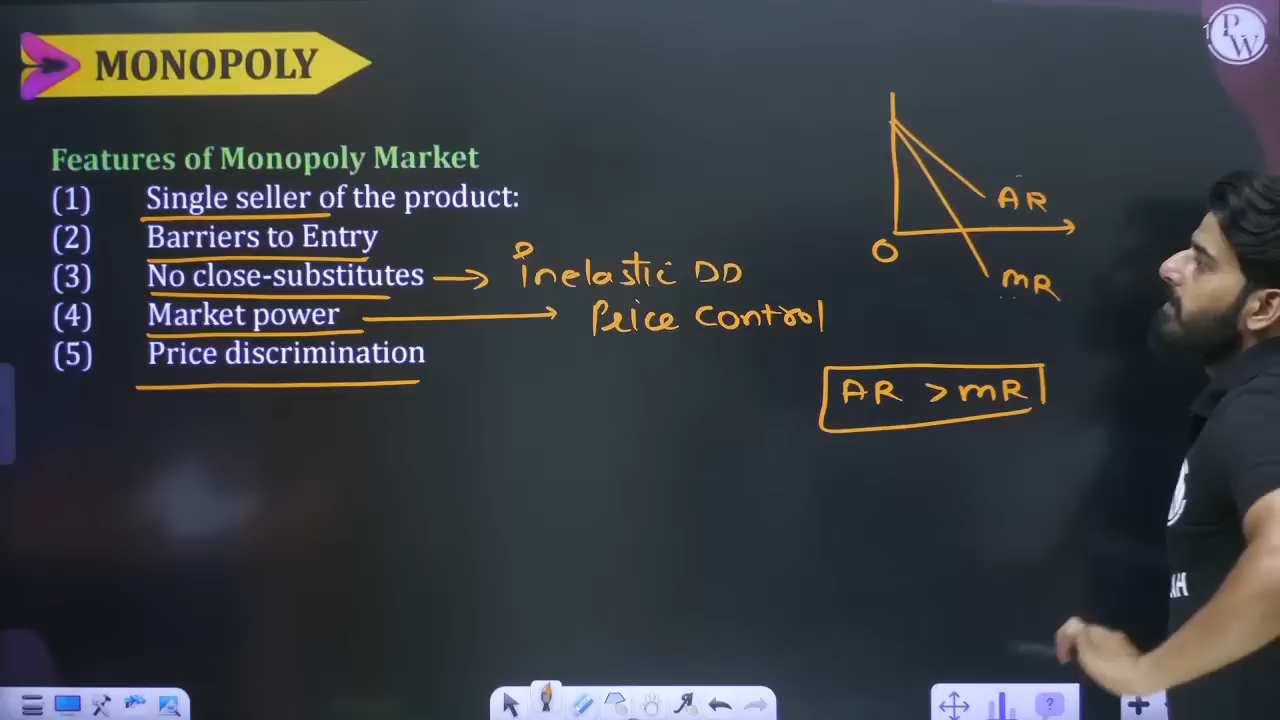 MONOPOLY
PW
Features of Monopoly Market
(1) Single seller of the product:
(2) Barriers to Entry
(3) No close-substitutes → inelastic DD
(4) Market power → Price control
(5) Price discrimination
AR
O
MR
AR > MR